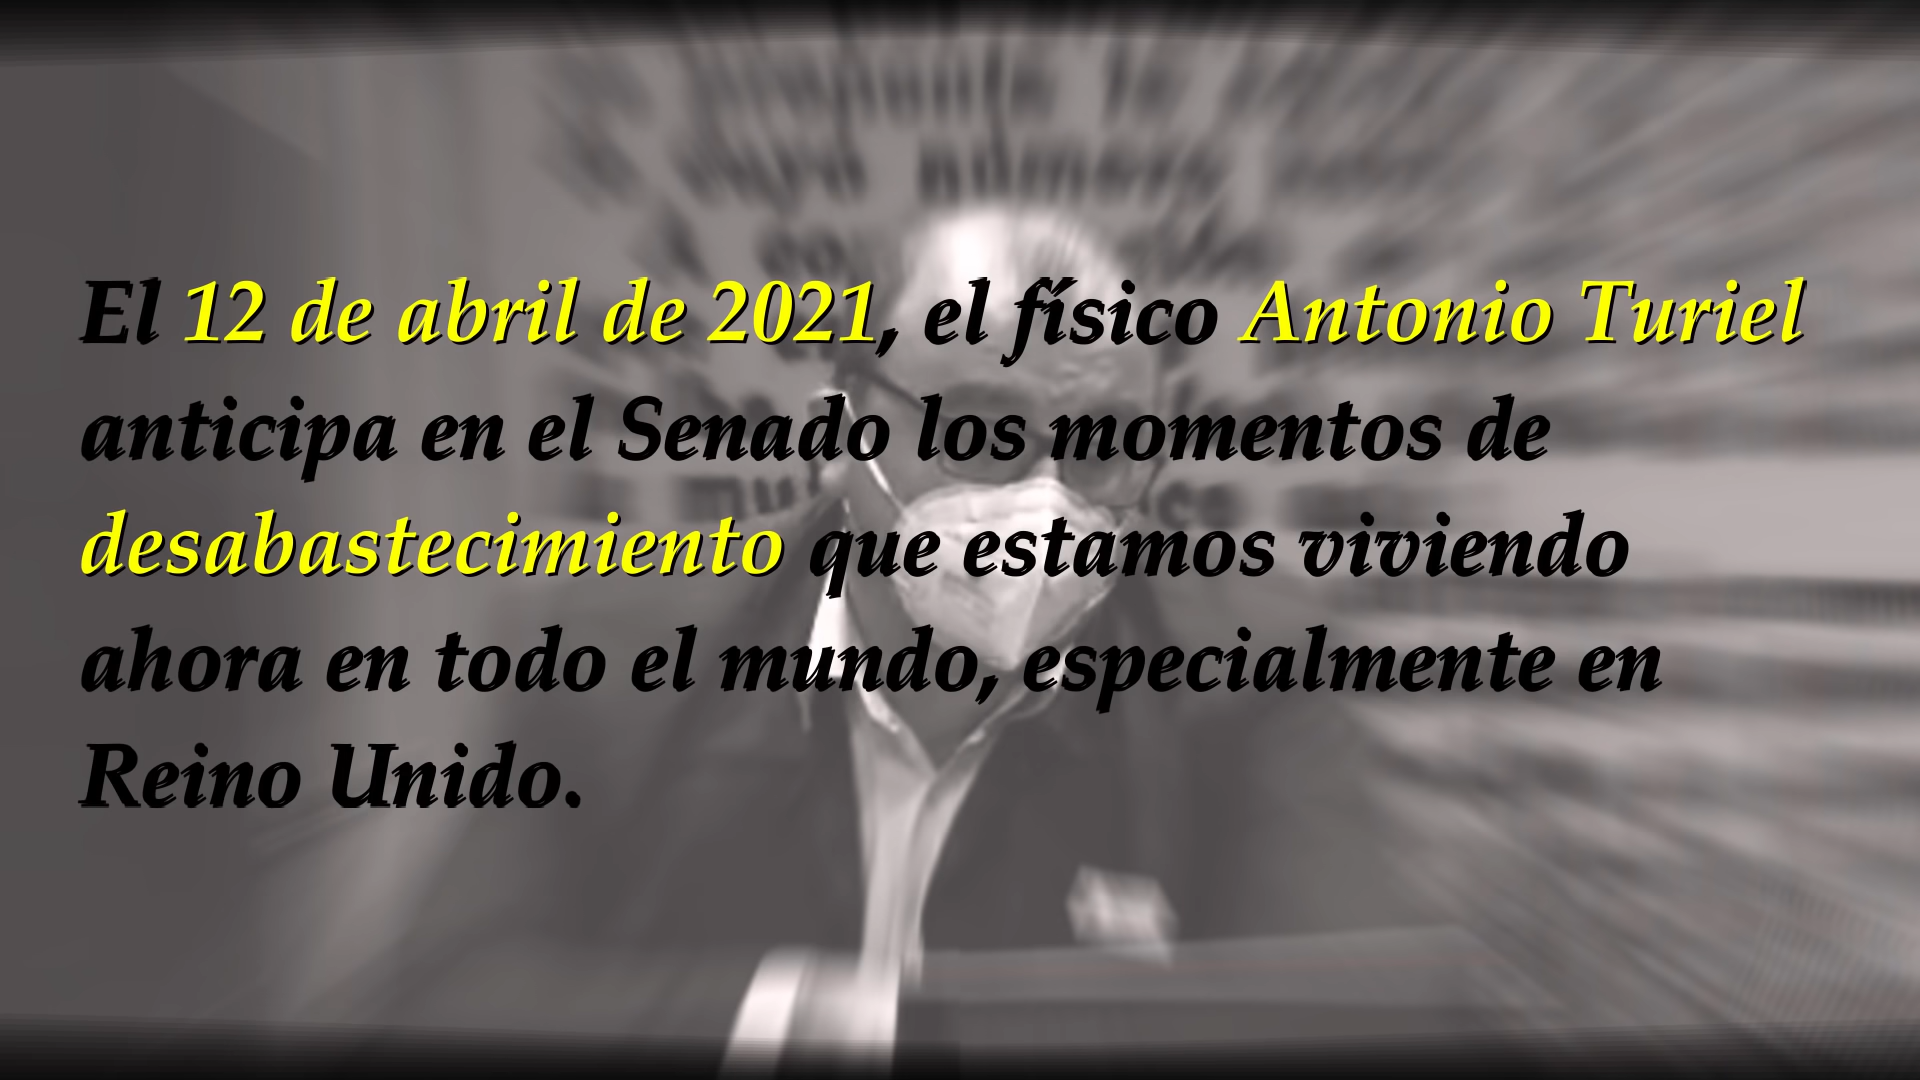 El 12 de abril de 2021, el físico Antonio Turiel
anticipa en el Senado los momentos de
desabastecimiento que estamos viviendo
ahora en todo el mundo, especialmente en
Reino Unido.